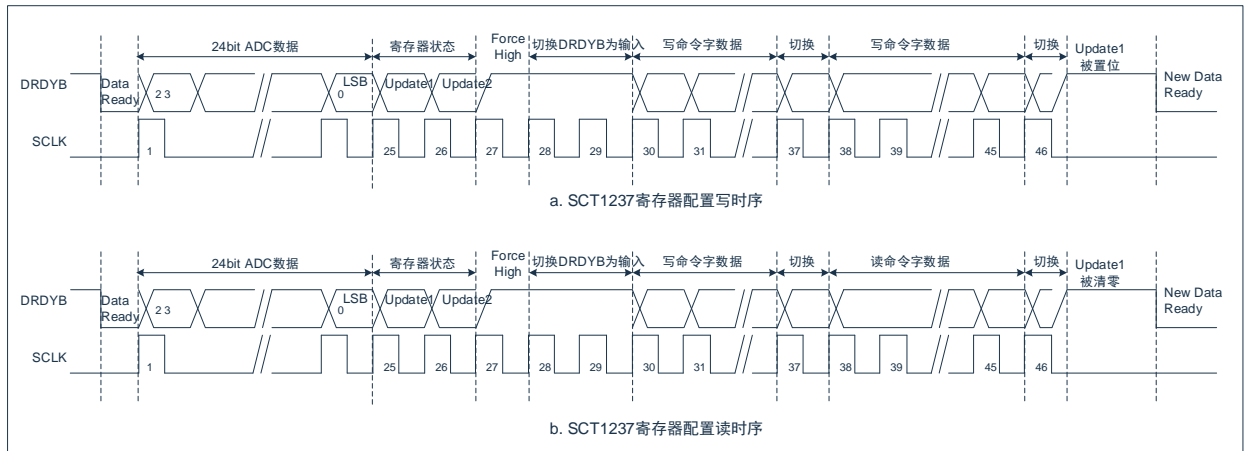 24bit ADC数据 寄存器状态 Force High 切换DRDYB为输入 写命令字数据 切换 写命令字数据 切换 Update1 被置位
DRDYB Data Ready 2 3 LSB 0 Update1 Update2 New Data Ready
SCLK 1 25 26 27 28 29 30 31 37 38 39 45 46
a. SCT1237寄存器配置写时序
24bit ADC数据 寄存器状态 Force High 切换DRDYB为输入 写命令字数据 切换 读命令字数据 切换 Update1 被清零
DRDYB Data Ready 2 3 LSB 0 Update1 Update2 New Data Ready
SCLK 1 25 26 27 28 29 30 31 37 38 39 45 46
b. SCT1237寄存器配置读时序